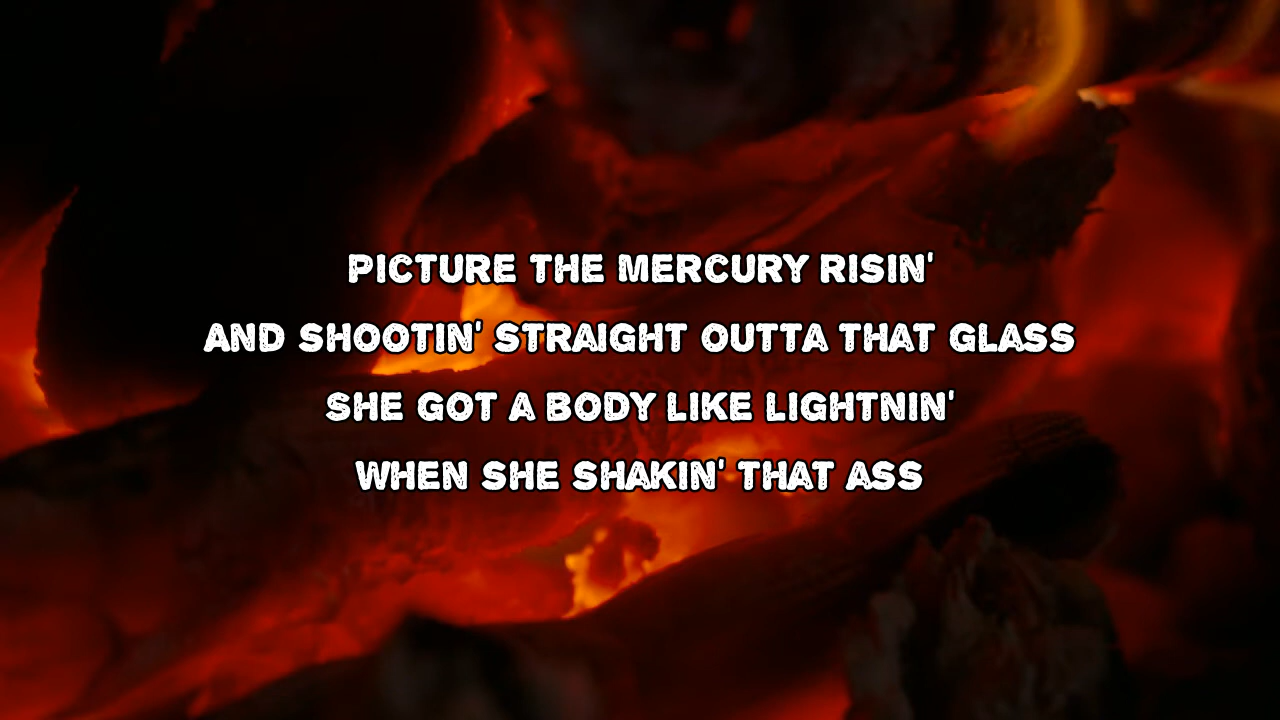 PICTURE THE MERCURY RISIN'
AND SHOOTIN' STRAIGHT OUTTA THAT GLASS
SHE GOT A BODY LIKE LIGHTNIN'
WHEN SHE SHAKIN' THAT ASS